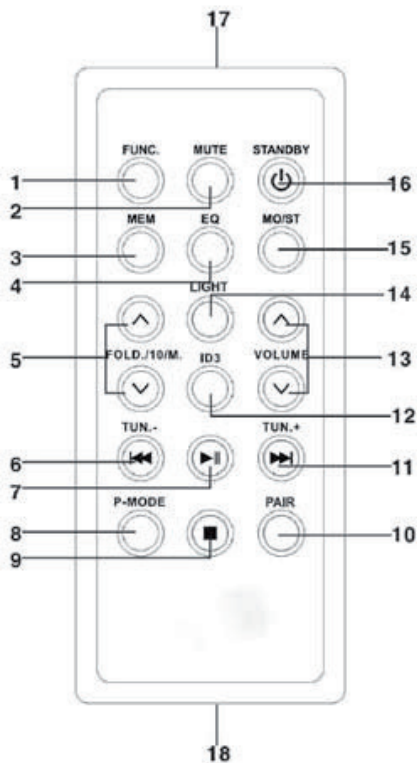 17
FUNC. MUTE STANDBY
1 16
2
MEM EQ MO/ST
3 15
4
LIGHT
14
5 FOLD./10/M. ID3 VOLUME 13
12
TUN.- TUN.+
6 11
7
P-MODE PAIR
8 10
9
18